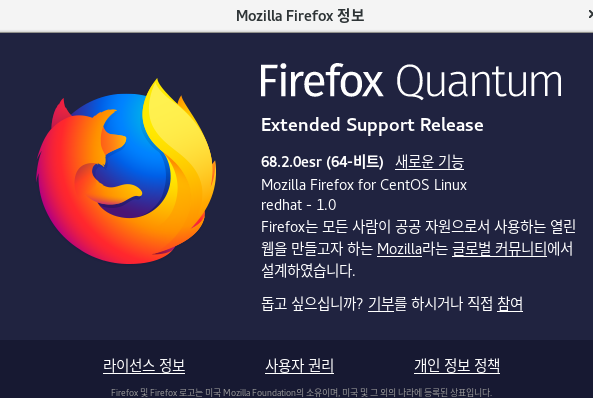 Mozilla Firefox 정보
Firefox Quantum
Extended Support Release
68.2.0esr (64-비트) 새로운 기능
Mozilla Firefox for CentOS Linux
redhat - 1.0
Firefox는 모든 사람이 공공 자원으로서 사용하는 열린
웹을 만들고자 하는 Mozilla라는 글로벌 커뮤니티에서
설계하였습니다.
돕고 싶으십니까? 기부를 하시거나 직접 참여
라이선스 정보 사용자 권리 개인 정보 정책
Firefox 및 Firefox 로고는 미국 Mozilla Foundation의 소유이며, 미국 및 그 외의 나라에 등록된 상표입니다.